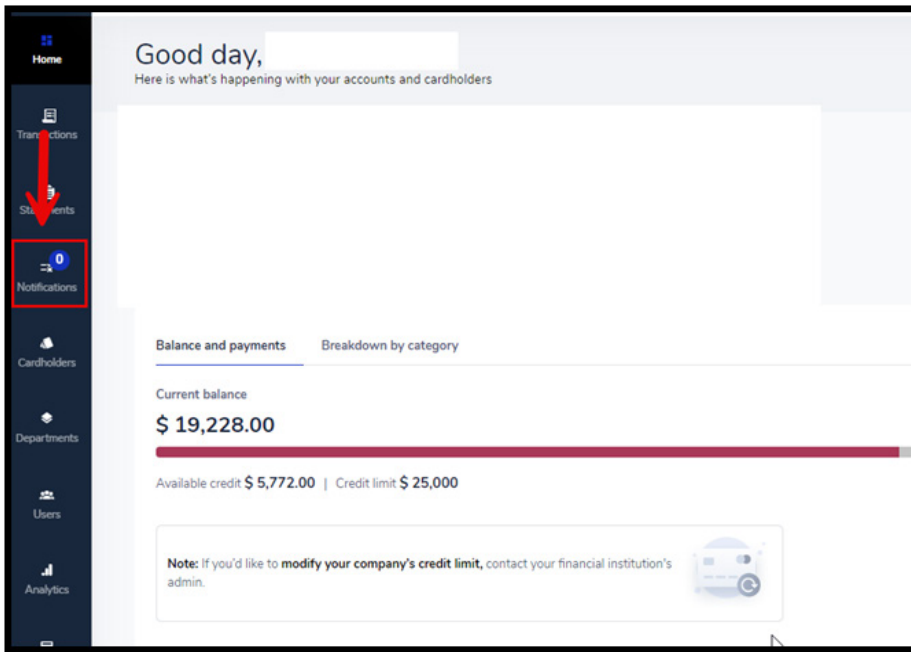 Home
Transactions
Statements
0
Notifications
Cardholders
Departments
Users
Analytics
Good day,
Here is what's happening with your accounts and cardholders
Balance and payments Breakdown by category
Current balance
$ 19,228.00
Available credit $ 5,772.00 | Credit limit $ 25,000
Note: If you'd like to modify your company's credit limit, contact your financial institution's
admin.